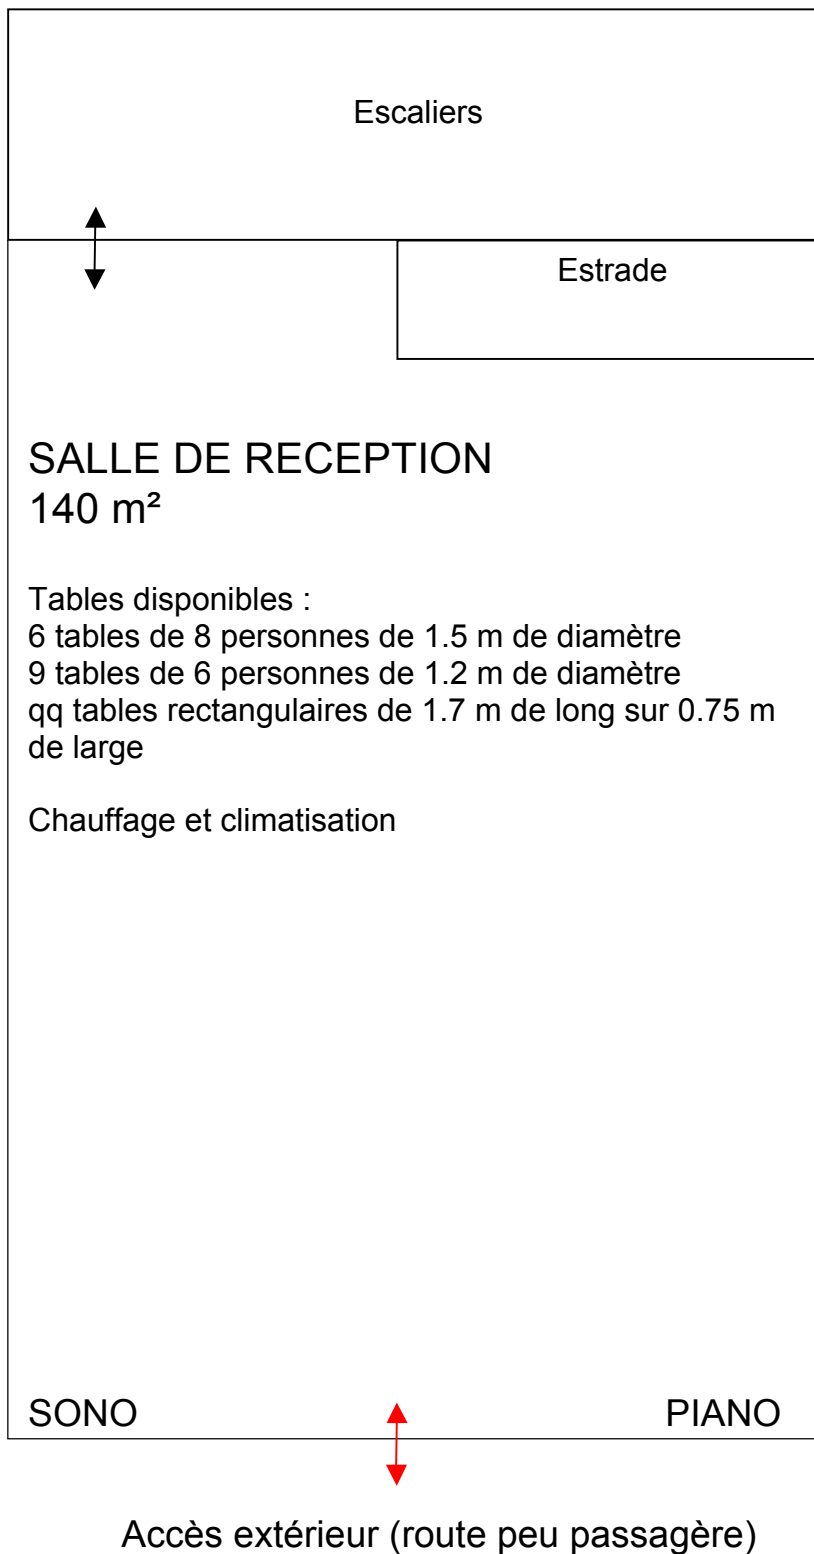 Escaliers
Estrade
SALLE DE RECEPTION
140 m²
Tables disponibles :
6 tables de 8 personnes de 1.5 m de diamètre
9 tables de 6 personnes de 1.2 m de diamètre
qq tables rectangulaires de 1.7 m de long sur 0.75 m
de large
Chauffage et climatisation
SONO PIANO
Accès extérieur (route peu passagère)